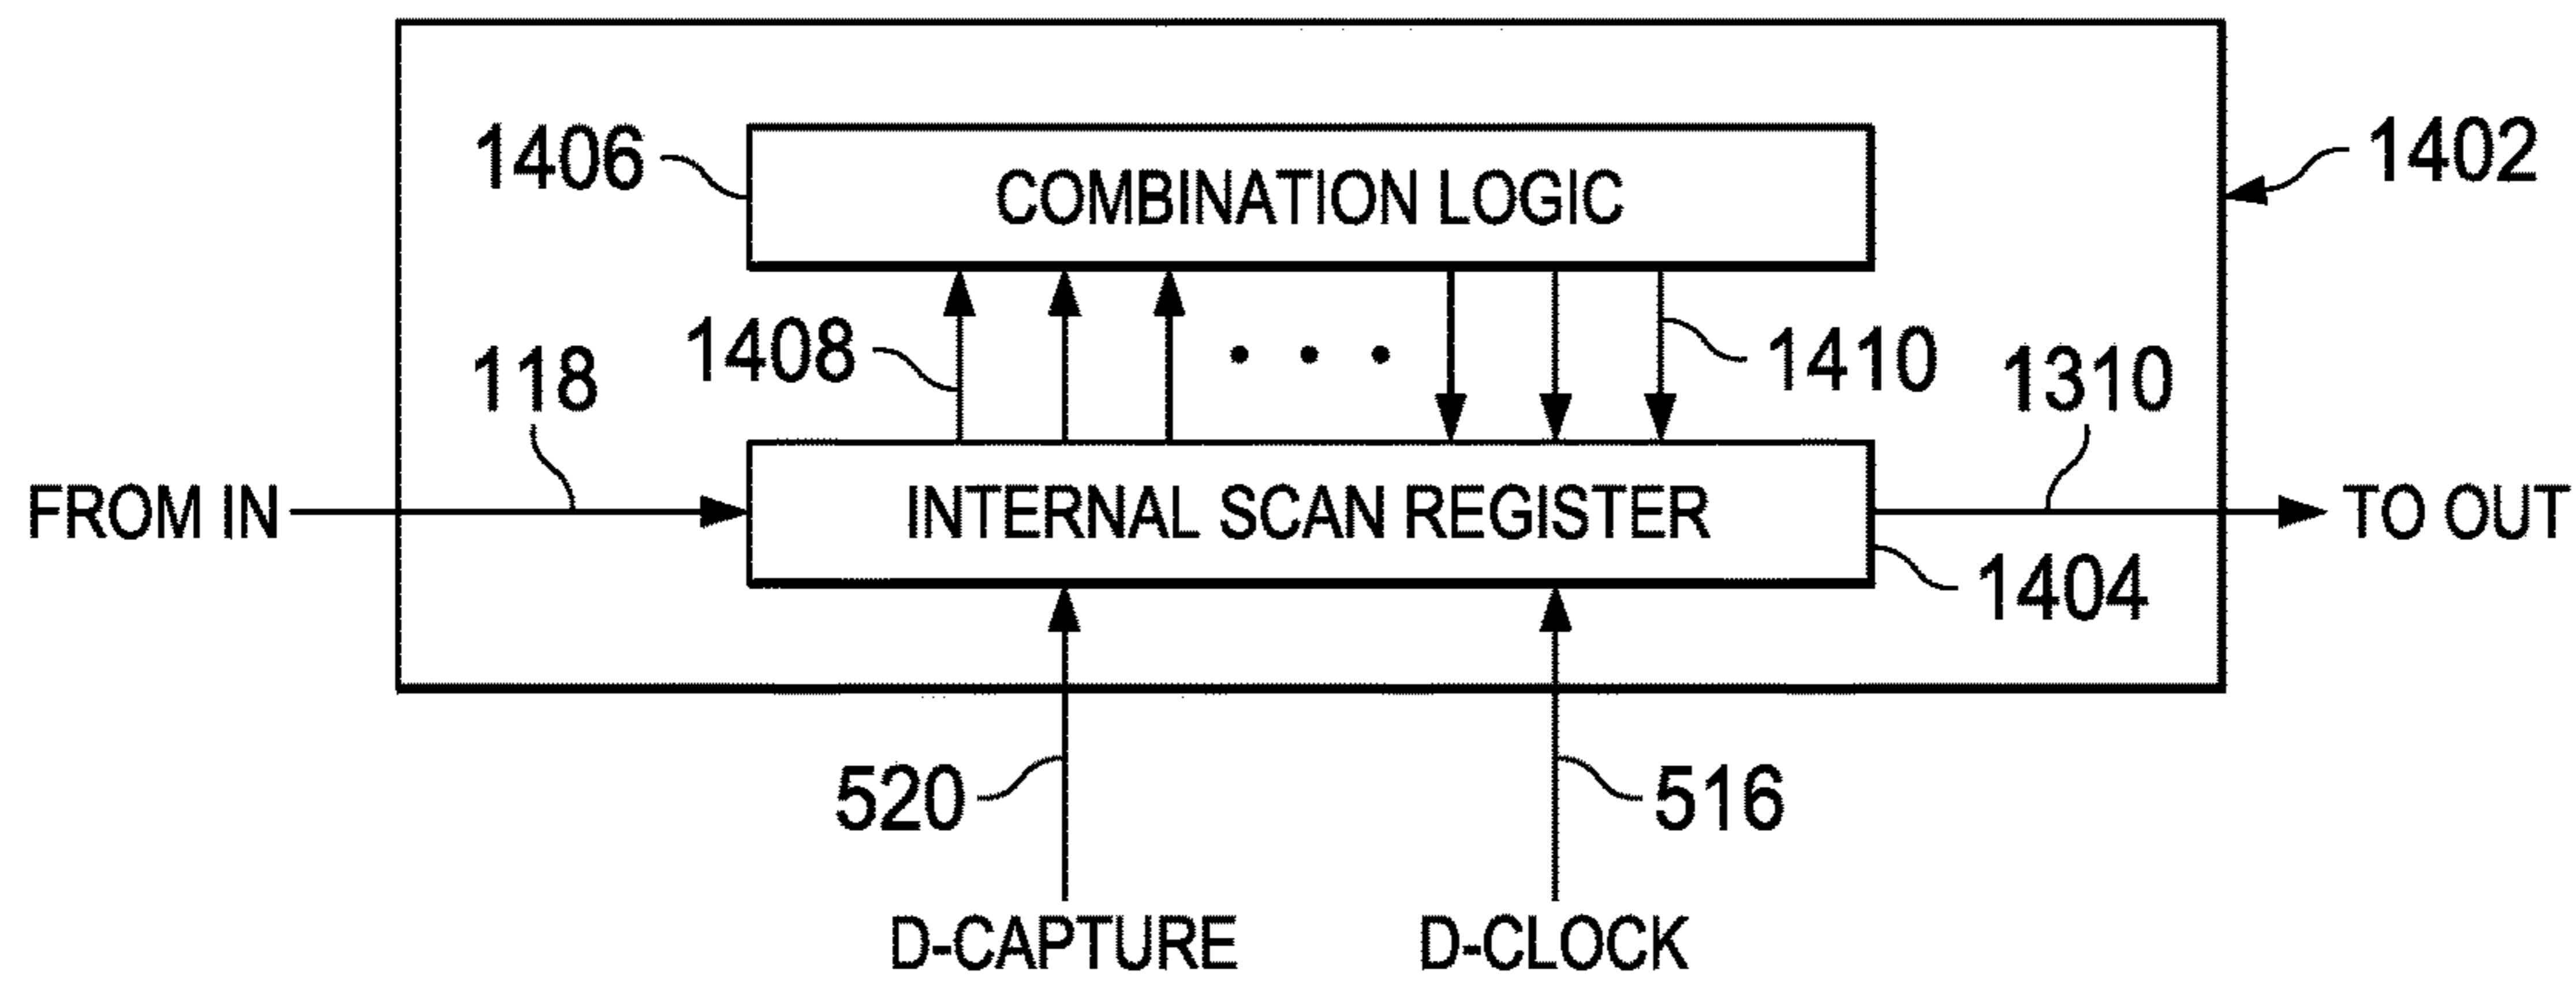 1402
1406
COMBINATION LOGIC
1408
1410
118
1310
FROM IN
INTERNAL SCAN REGISTER
TO OUT
1404
520
516
D-CAPTURE
D-CLOCK